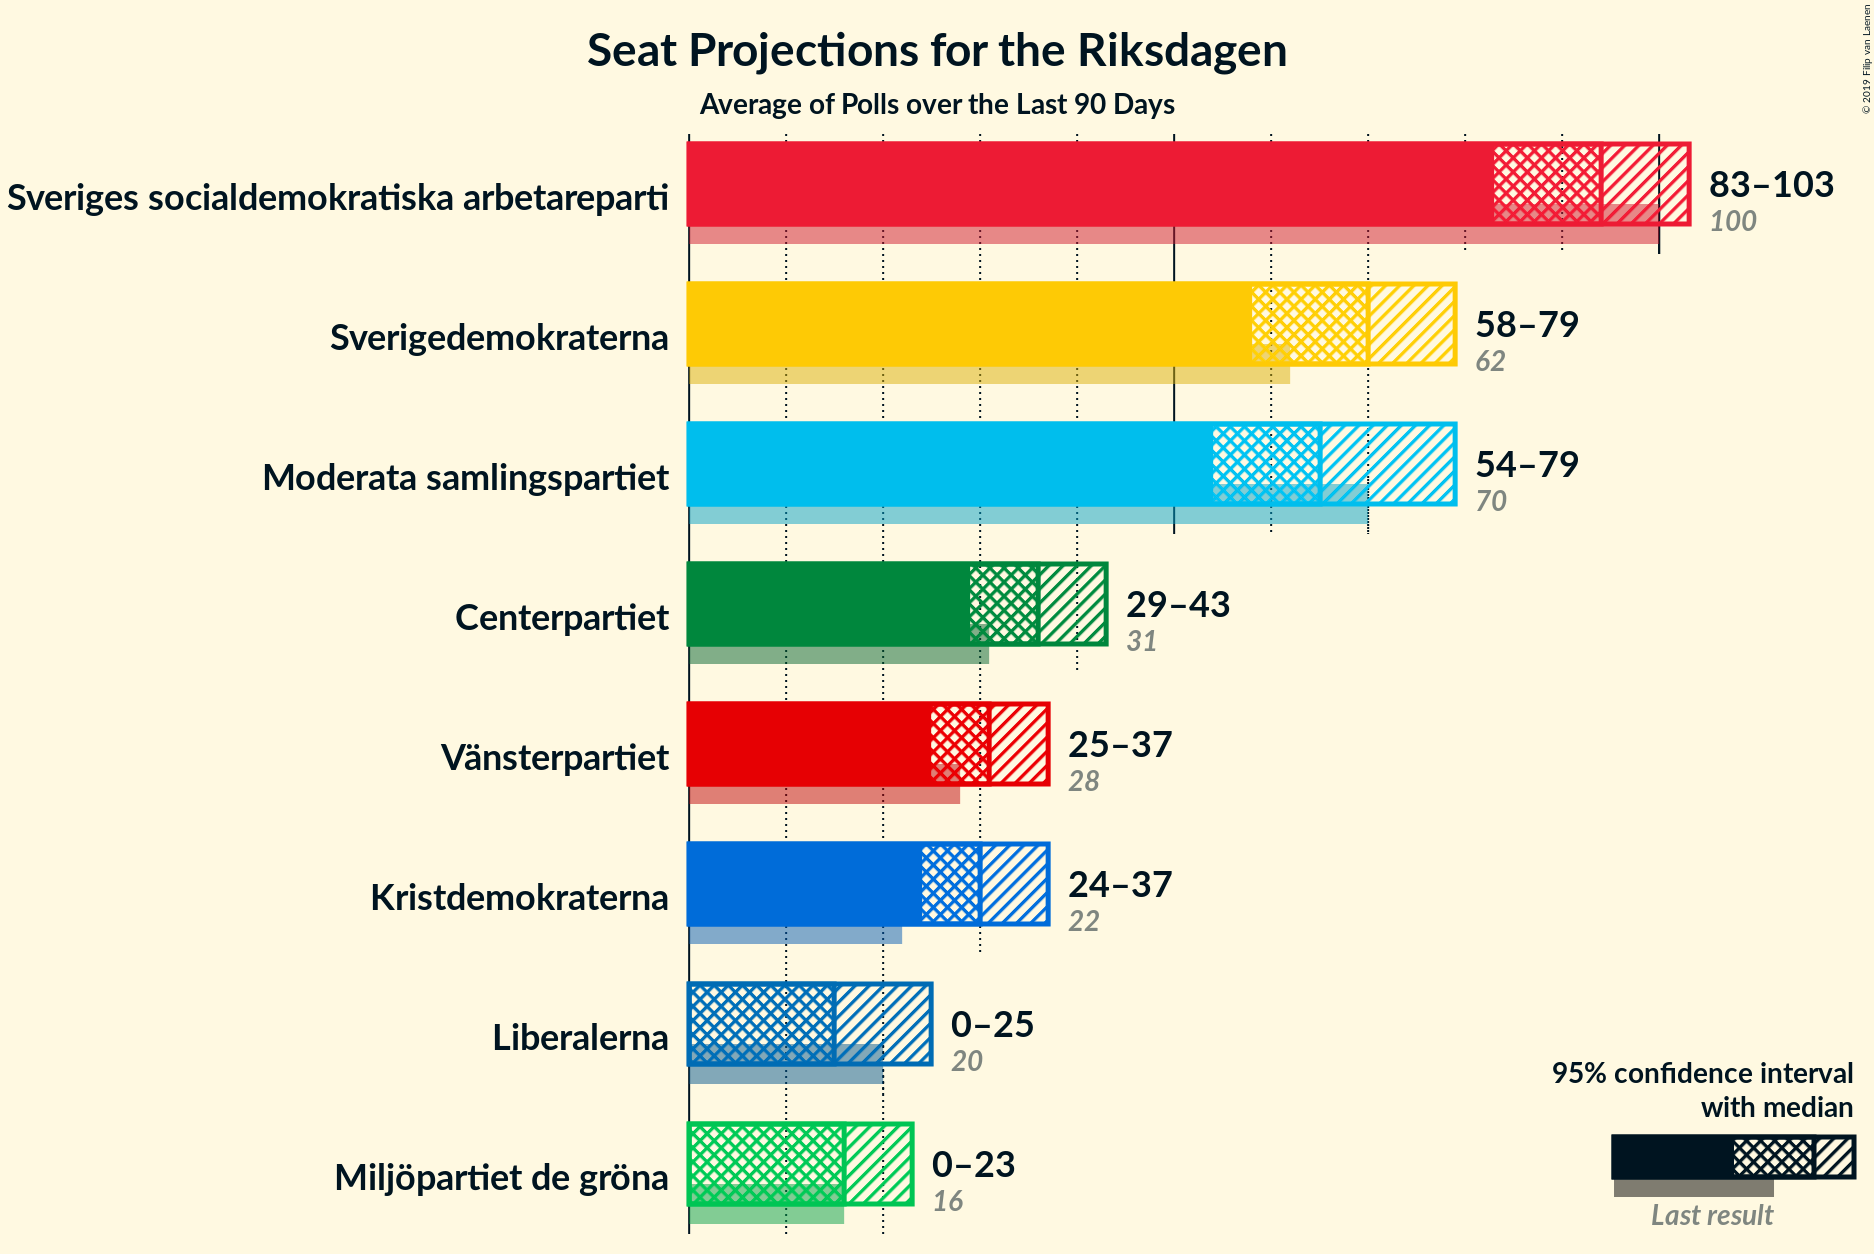 Seat Projections for the Riksdagen
Average of Polls over the Last 90 Days
© 2019 Filip van Laenen
Sveriges socialdemokratiska arbetareparti
83–103
100
Sverigedemokraterna
58–79
62
Moderata samlingspartiet
54–79
70
Centerpartiet
29–43
31
Vänsterpartiet
25–37
28
Kristdemokraterna
24–37
22
Liberalerna
0–25
20
Miljöpartiet de gröna
0–23
16
95% confidence interval
with median
Last result